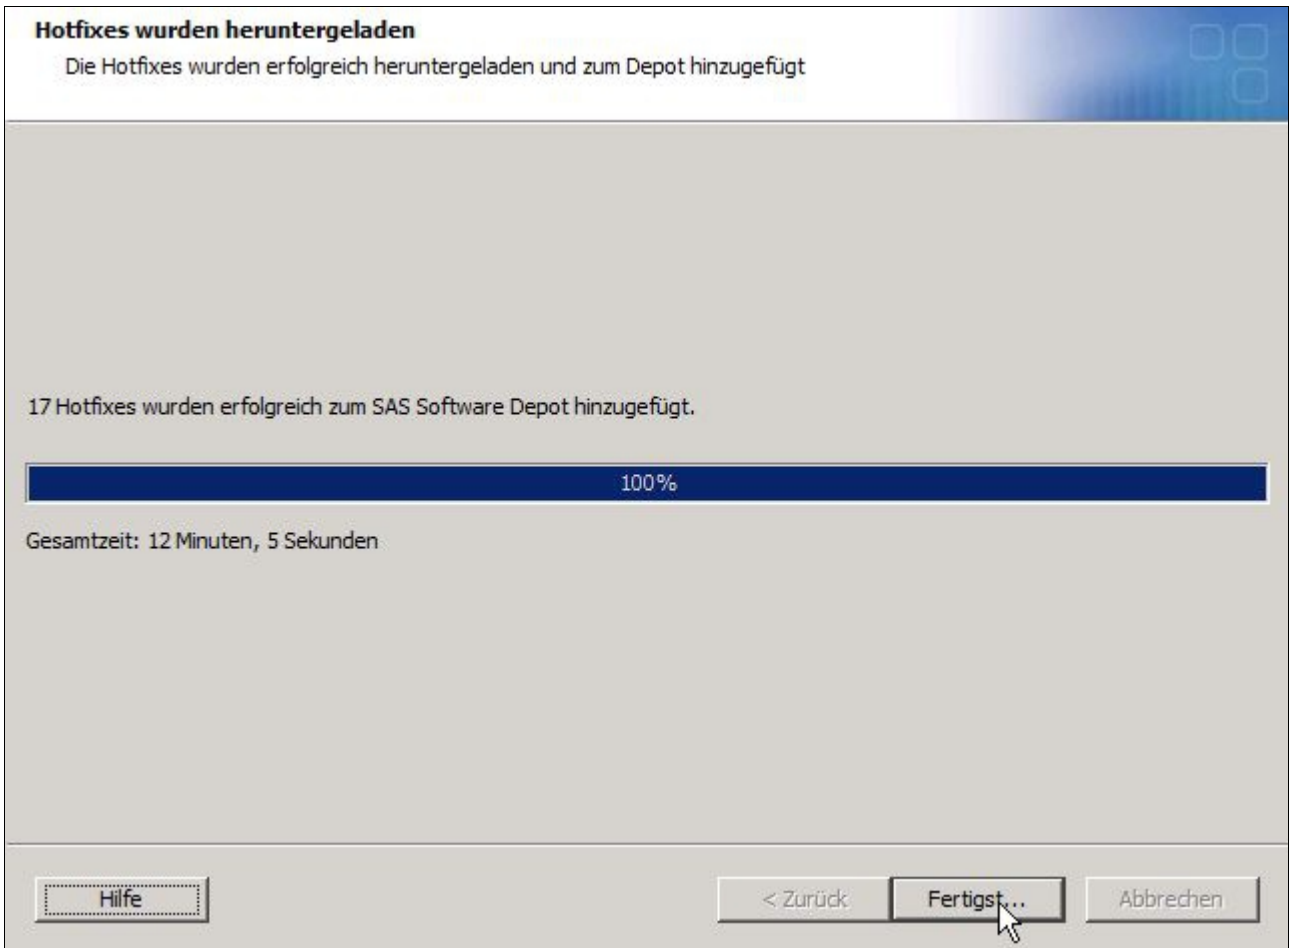 Hotfixes wurden heruntergeladen
Die Hotfixes wurden erfolgreich heruntergeladen und zum Depot hinzugefügt
17 Hotfixes wurden erfolgreich zum SAS Software Depot hinzugefügt.
100%
Gesamtzeit: 12 Minuten, 5 Sekunden
Hilfe
< Zurück
Fertigst...
Abbrechen